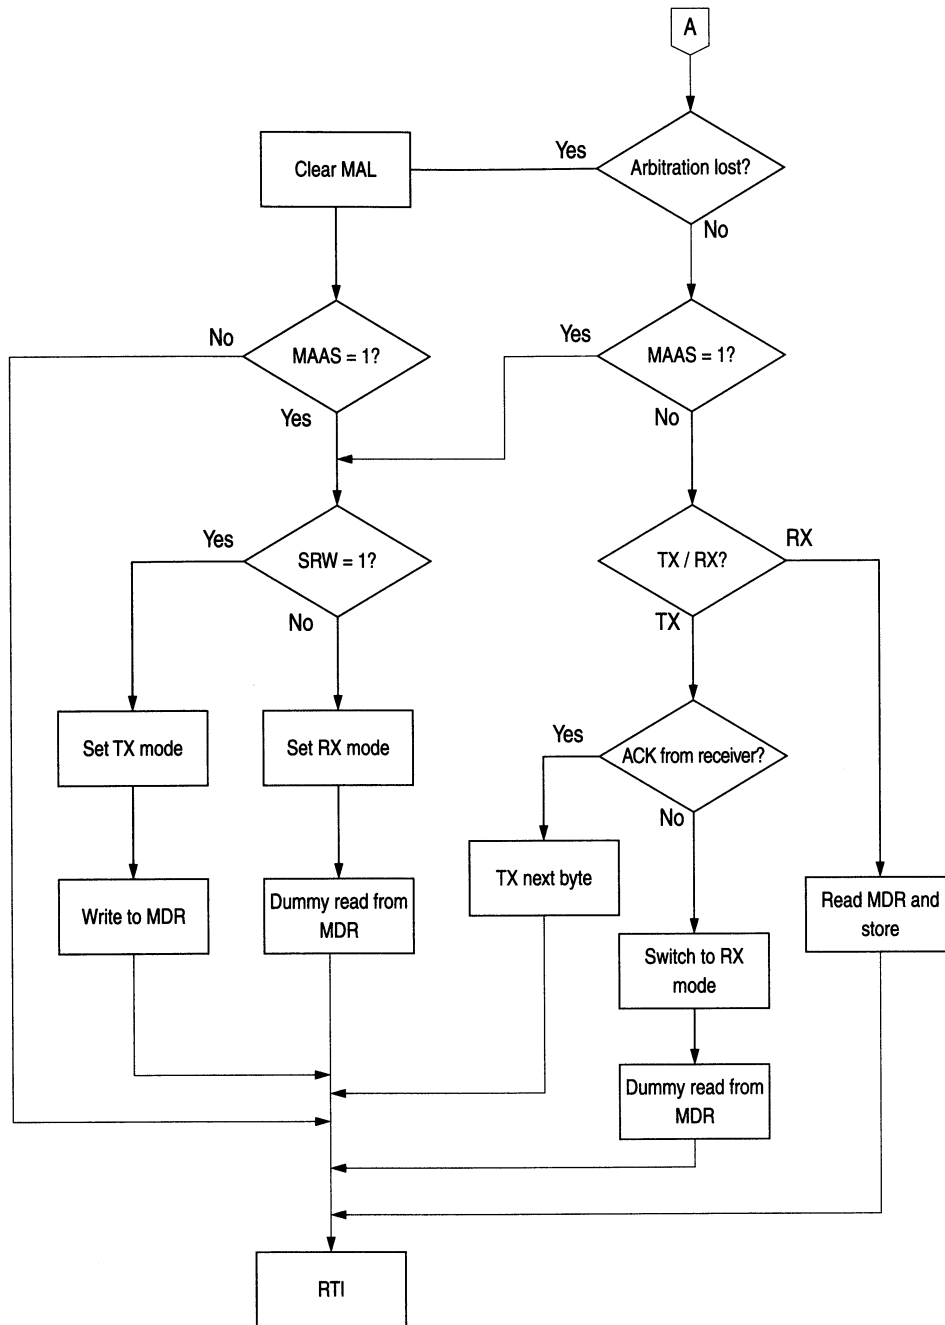 A
Yes
Clear MAL
Arbitration lost?
No
No
MAAS = 1?
Yes
Yes
MAAS = 1?
No
Yes
SRW = 1?
No
TX / RX?
RX
TX
Set TX mode
Set RX mode
Yes
ACK from receiver?
No
Write to MDR
Dummy read from
MDR
TX next byte
Read MDR and
store
Switch to RX
mode
Dummy read from
MDR
RTI